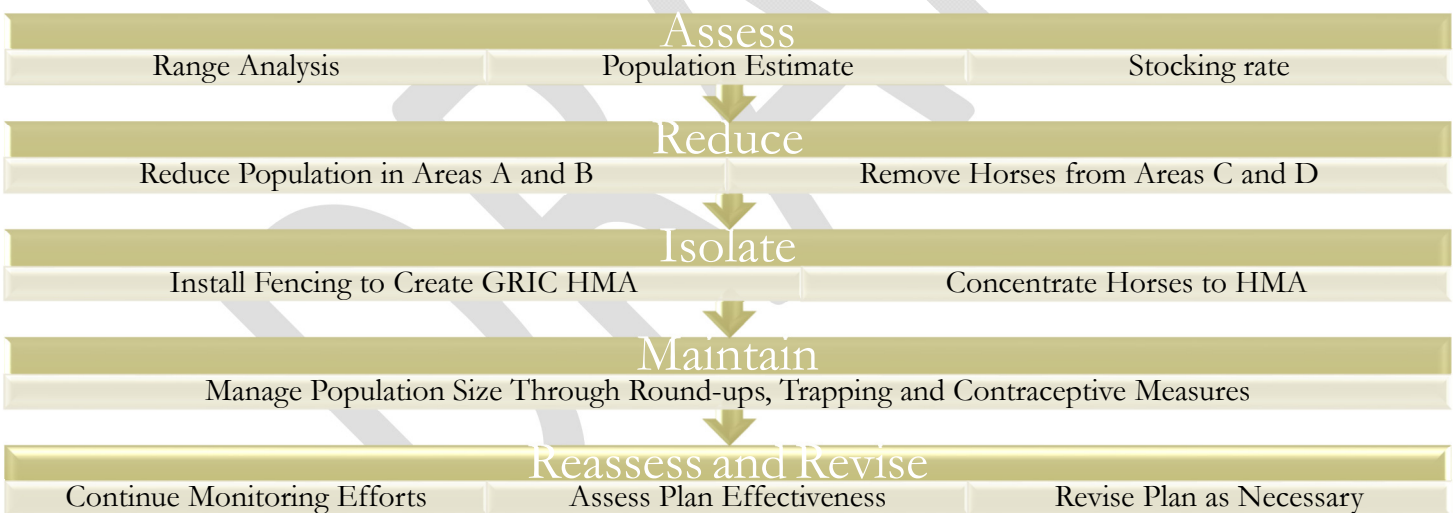 Assess
Range Analysis Population Estimate Stocking rate
Reduce
Reduce Population in Areas A and B Remove Horses from Areas C and D
Isolate
Install Fencing to Create GRIC HMA Concentrate Horses to HMA
Maintain
Manage Population Size Through Round-ups, Trapping and Contraceptive Measures
Reassess and Revise
Continue Monitoring Efforts Assess Plan Effectiveness Revise Plan as Necessary